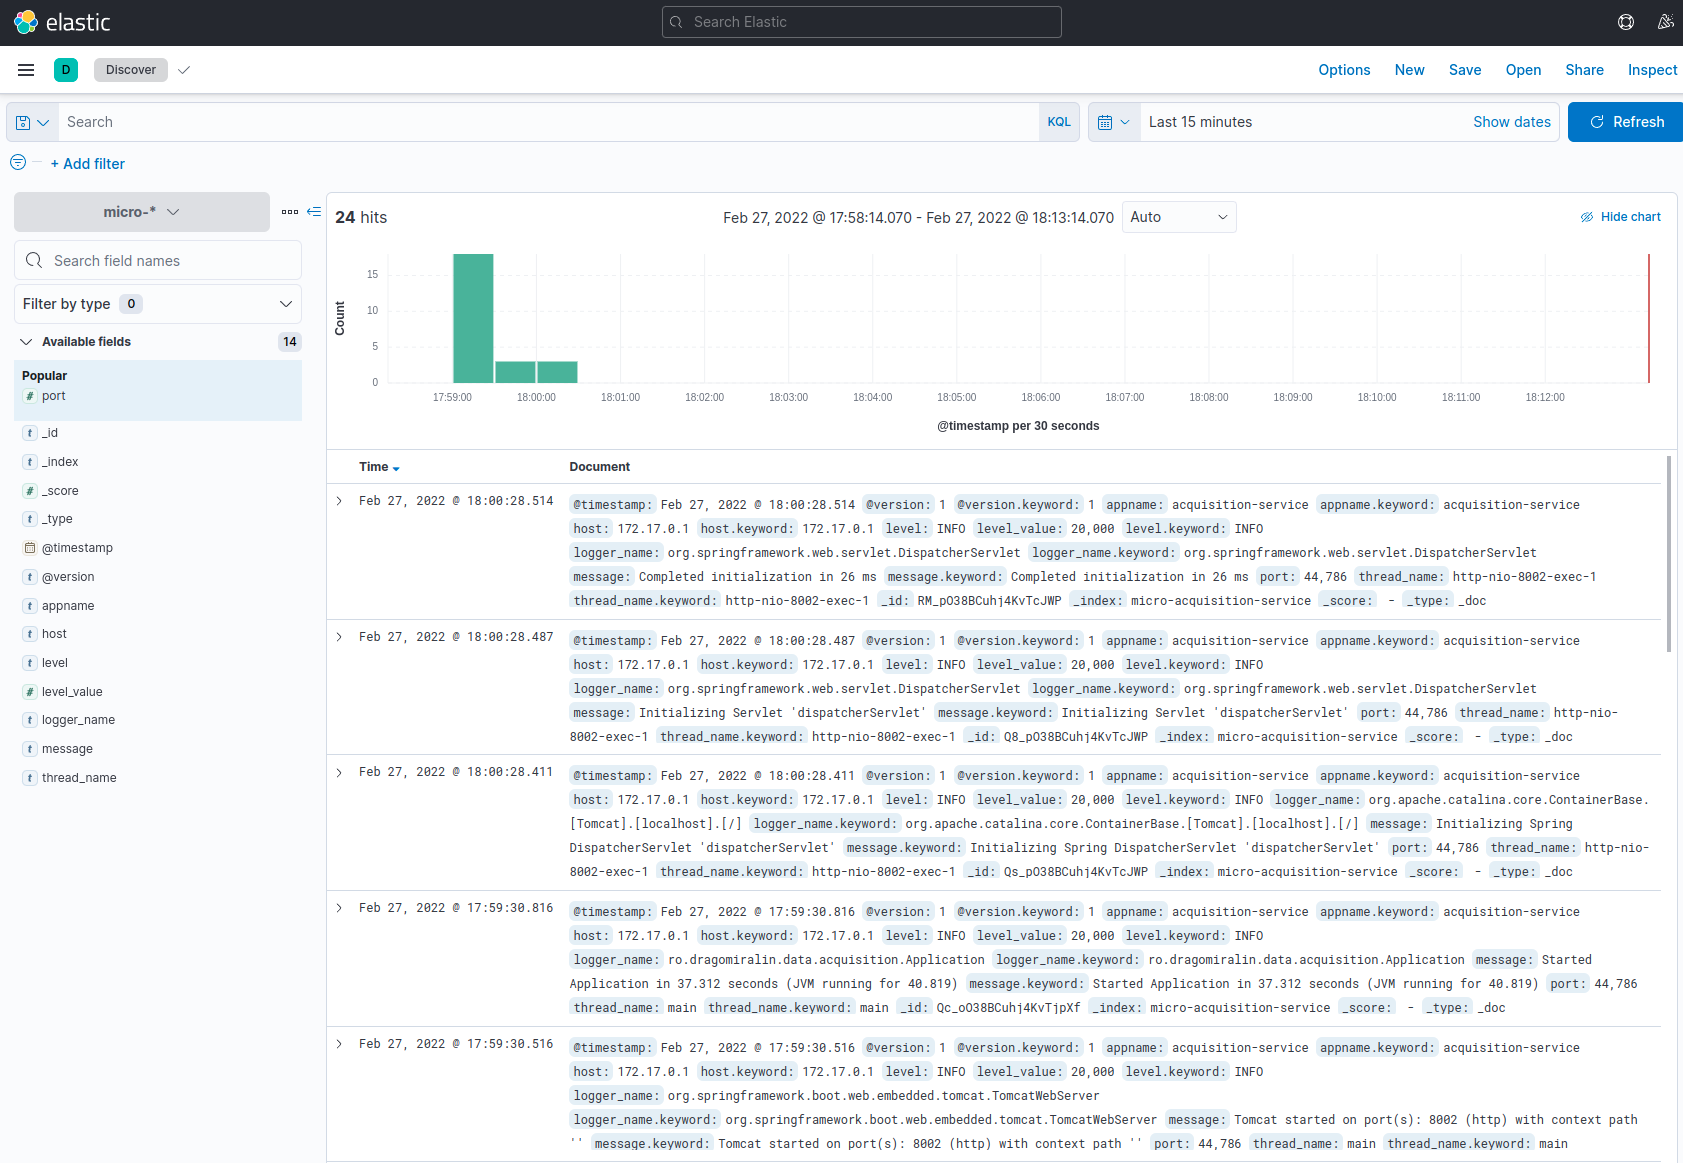 elastic
Search Elastic
D Discover
Options New Save Open Share Inspect
Search KQL
Last 15 minutes Show dates
Refresh
+ Add filter
micro-*
Search field names
Filter by type 0
Available fields 14
Popular
# port
t _id
t _index
# _score
t _type
@timestamp
t @version
t appname
t host
t level
# level_value
t logger_name
t message
t thread_name
24 hits
Feb 27, 2022 @ 17:58:14.070 - Feb 27, 2022 @ 18:13:14.070 Auto
Hide chart
Count
15
10
5
0
17:59:00 18:00:00 18:01:00 18:02:00 18:03:00 18:04:00 18:05:00 18:06:00 18:07:00 18:08:00 18:09:00 18:10:00 18:11:00 18:12:00
@timestamp per 30 seconds
Time Document
Feb 27, 2022 @ 18:00:28.514
@timestamp: Feb 27, 2022 @ 18:00:28.514 @version: 1 @version.keyword: 1 appname: acquisition-service appname.keyword: acquisition-service
host: 172.17.0.1 host.keyword: 172.17.0.1 level: INFO level_value: 20,000 level.keyword: INFO
logger_name: org.springframework.web.servlet.DispatcherServlet logger_name.keyword: org.springframework.web.servlet.DispatcherServlet
message: Completed initialization in 26 ms message.keyword: Completed initialization in 26 ms port: 44,786 thread_name: http-nio-8002-exec-1
thread_name.keyword: http-nio-8002-exec-1 _id: RM_pO38BCuhj4KvTcJWP _index: micro-acquisition-service _score: - _type: _doc
Feb 27, 2022 @ 18:00:28.487
@timestamp: Feb 27, 2022 @ 18:00:28.487 @version: 1 @version.keyword: 1 appname: acquisition-service appname.keyword: acquisition-service
host: 172.17.0.1 host.keyword: 172.17.0.1 level: INFO level_value: 20,000 level.keyword: INFO
logger_name: org.springframework.web.servlet.DispatcherServlet logger_name.keyword: org.springframework.web.servlet.DispatcherServlet
message: Initializing Servlet 'dispatcherServlet' message.keyword: Initializing Servlet 'dispatcherServlet' port: 44,786 thread_name: http-nio-
8002-exec-1 thread_name.keyword: http-nio-8002-exec-1 _id: Q8_pO38BCuhj4KvTcJWP _index: micro-acquisition-service _score: - _type: _doc
Feb 27, 2022 @ 18:00:28.411
@timestamp: Feb 27, 2022 @ 18:00:28.411 @version: 1 @version.keyword: 1 appname: acquisition-service appname.keyword: acquisition-service
host: 172.17.0.1 host.keyword: 172.17.0.1 level: INFO level_value: 20,000 level.keyword: INFO logger_name: org.apache.catalina.core.ContainerBase.
[Tomcat].[localhost].[/] logger_name.keyword: org.apache.catalina.core.ContainerBase.[Tomcat].[localhost].[/] message: Initializing Spring
DispatcherServlet 'dispatcherServlet' message.keyword: Initializing Spring DispatcherServlet 'dispatcherServlet' port: 44,786 thread_name: http-nio-
8002-exec-1 thread_name.keyword: http-nio-8002-exec-1 _id: Qs_pO38BCuhj4KvTcJWP _index: micro-acquisition-service _score: - _type: _doc
Feb 27, 2022 @ 17:59:30.816
@timestamp: Feb 27, 2022 @ 17:59:30.816 @version: 1 @version.keyword: 1 appname: acquisition-service appname.keyword: acquisition-service
host: 172.17.0.1 host.keyword: 172.17.0.1 level: INFO level_value: 20,000 level.keyword: INFO
logger_name: ro.dragomiralin.data.acquisition.Application logger_name.keyword: ro.dragomiralin.data.acquisition.Application message: Started
Application in 37.312 seconds (JVM running for 40.819) message.keyword: Started Application in 37.312 seconds (JVM running for 40.819) port: 44,786
thread_name: main thread_name.keyword: main _id: Qc_oO38BCuhj4KvTjpXf _index: micro-acquisition-service _score: - _type: _doc
Feb 27, 2022 @ 17:59:30.516
@timestamp: Feb 27, 2022 @ 17:59:30.516 @version: 1 @version.keyword: 1 appname: acquisition-service appname.keyword: acquisition-service
host: 172.17.0.1 host.keyword: 172.17.0.1 level: INFO level_value: 20,000 level.keyword: INFO
logger_name: org.springframework.boot.web.embedded.tomcat.TomcatWebServer
logger_name.keyword: org.springframework.boot.web.embedded.tomcat.TomcatWebServer message: Tomcat started on port(s): 8002 (http) with context path
'' message.keyword: Tomcat started on port(s): 8002 (http) with context path '' port: 44,786 thread_name: main thread_name.keyword: main